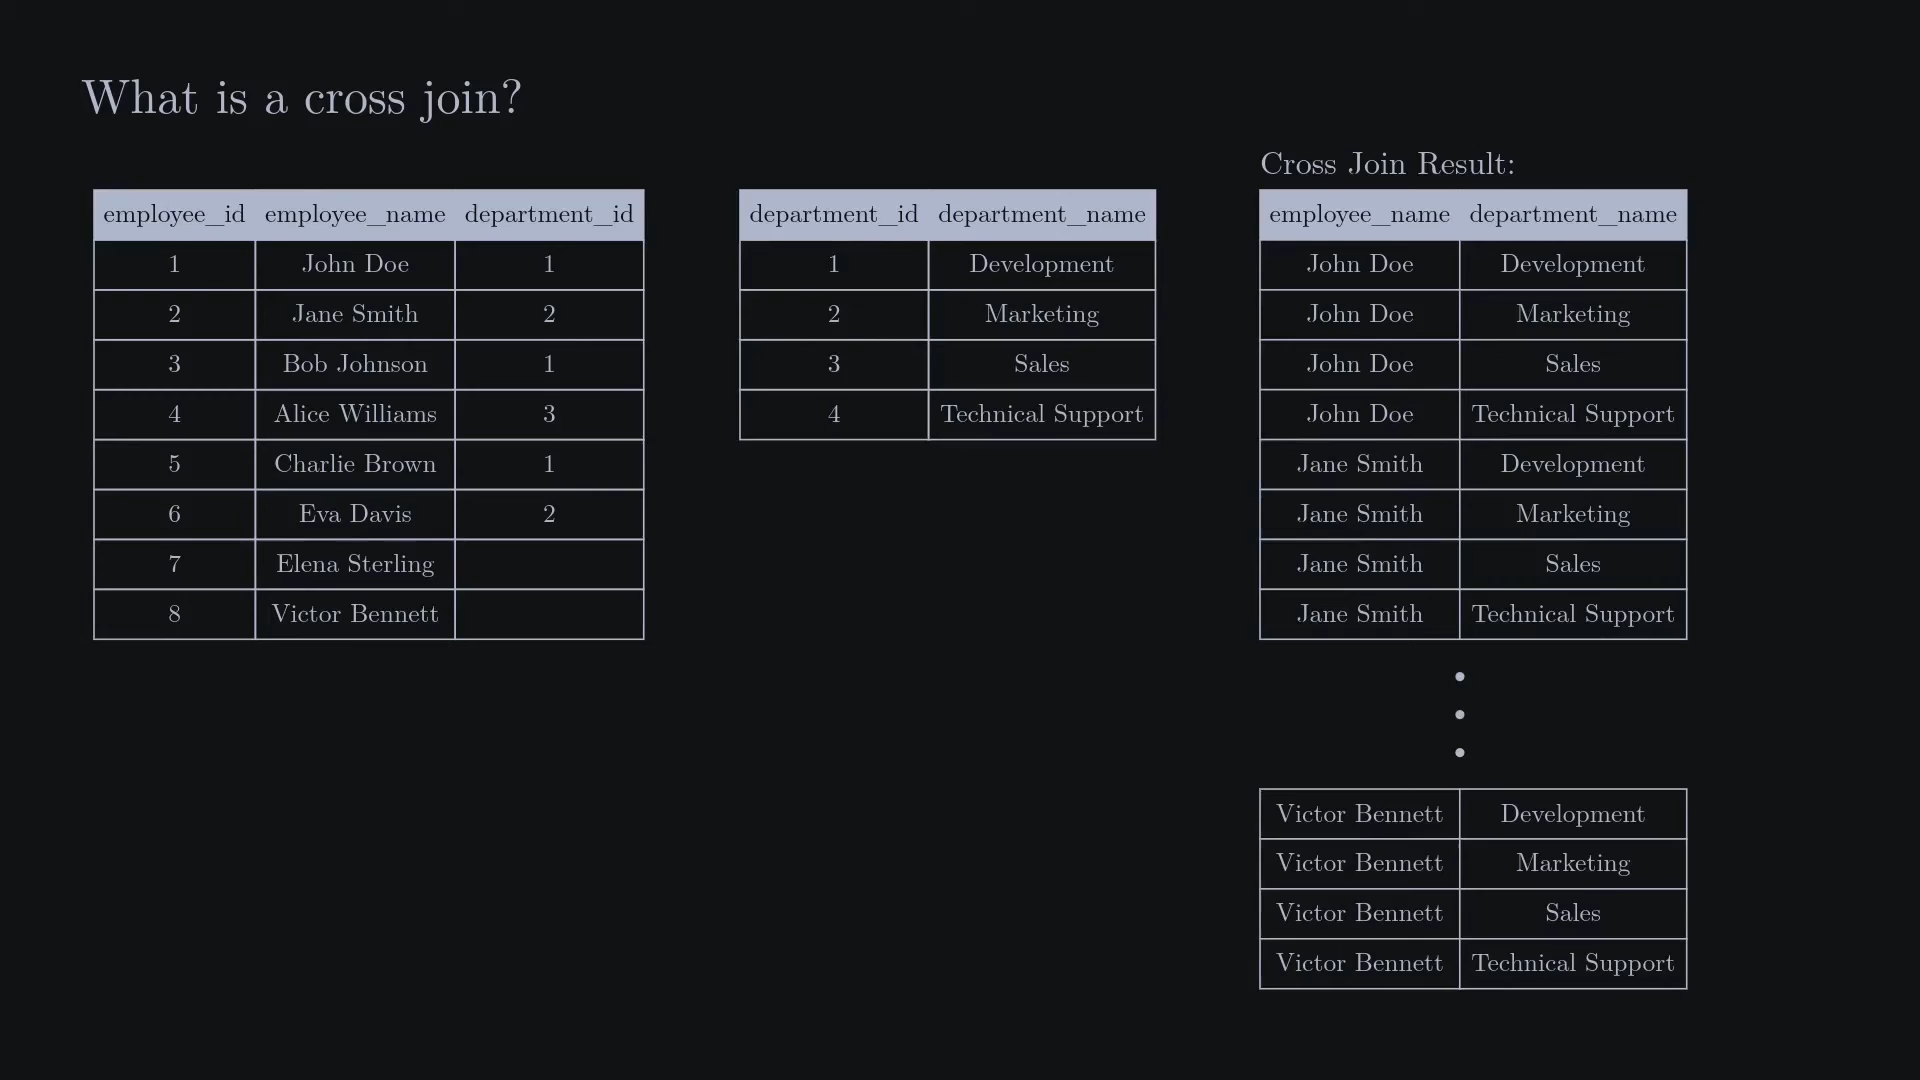 What is a cross join?
employee_id employee_name department_id
1 John Doe 1
2 Jane Smith 2
3 Bob Johnson 1
4 Alice Williams 3
5 Charlie Brown 1
6 Eva Davis 2
7 Elena Sterling
8 Victor Bennett
department_id department_name
1 Development
2 Marketing
3 Sales
4 Technical Support
Cross Join Result:
employee_name department_name
John Doe Development
John Doe Marketing
John Doe Sales
John Doe Technical Support
Jane Smith Development
Jane Smith Marketing
Jane Smith Sales
Jane Smith Technical Support
Victor Bennett Development
Victor Bennett Marketing
Victor Bennett Sales
Victor Bennett Technical Support